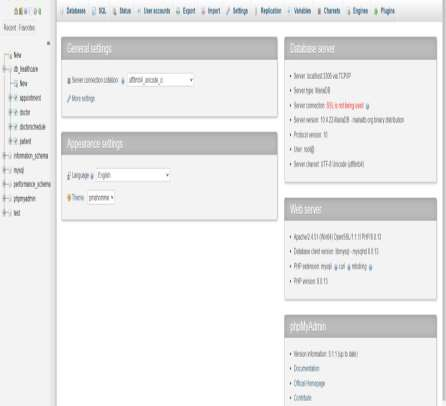 Databases SQL Status User accounts Export Import Settings Replication Variables Charsets Engines Plugins
Recent Favorites
New
db_healthcare
New
appointment
doctor
doctorschedule
patient
information_schema
mysql
performance_schema
phpmyadmin
test
General settings
Server connection collation: utf8mb4_unicode_ci
More settings
Appearance settings
Language English
Theme pmahomme
Database server
• Server: localhost:3306 via TCP/IP
• Server type: MariaDB
• Server connection: SSL is not being used
• Server version: 10.4.22-MariaDB - mariadb.org binary distribution
• Protocol version: 10
• User: root@
• Server charset: UTF-8 Unicode (utf8mb4)
Web server
• Apache/2.4.51 (Win64) OpenSSL/1.1.1l PHP/8.0.13
• Database client version: libmysql - mysqlnd 8.0.13
• PHP extension: mysqli curl mbstring
• PHP version: 8.0.13
phpMyAdmin
• Version information: 5.1.1 (up to date)
• Documentation
• Official Homepage
• Contribute